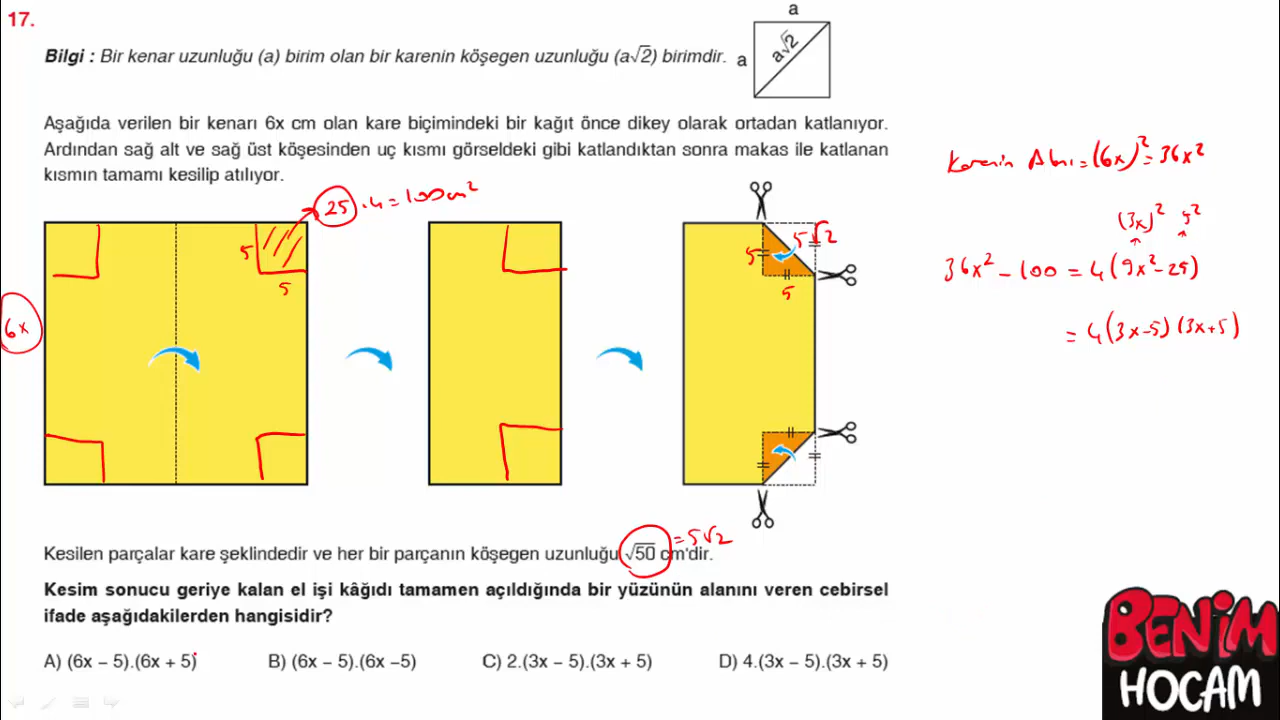 17.
Bilgi : Bir kenar uzunluğu (a) birim olan bir karenin köşegen uzunluğu (a√2) birimdir.
a
a
a√2
Aşağıda verilen bir kenarı 6x cm olan kare biçimindeki bir kağıt önce dikey olarak ortadan katlanıyor.
Ardından sağ alt ve sağ üst köşesinden uç kısmı görseldeki gibi katlandıktan sonra makas ile katlanan
kısmın tamamı kesilip atılıyor.
Karenin Alanı = (6x)² = 36x²
25 . 4 = 100 cm²
5
5
6x
5√2
5
5
(3x)² 5²
36x² − 100 = 4(9x² − 25)
= 4(3x−5)(3x+5)
Kesilen parçalar kare şeklindedir ve her bir parçanın köşegen uzunluğu √50 cm'dir.
= 5√2
Kesim sonucu geriye kalan el işi kâğıdı tamamen açıldığında bir yüzünün alanını veren cebirsel
ifade aşağıdakilerden hangisidir?
A) (6x − 5).(6x + 5) B) (6x − 5).(6x −5) C) 2.(3x − 5).(3x + 5) D) 4.(3x − 5).(3x + 5)
BENiM
HOCAM